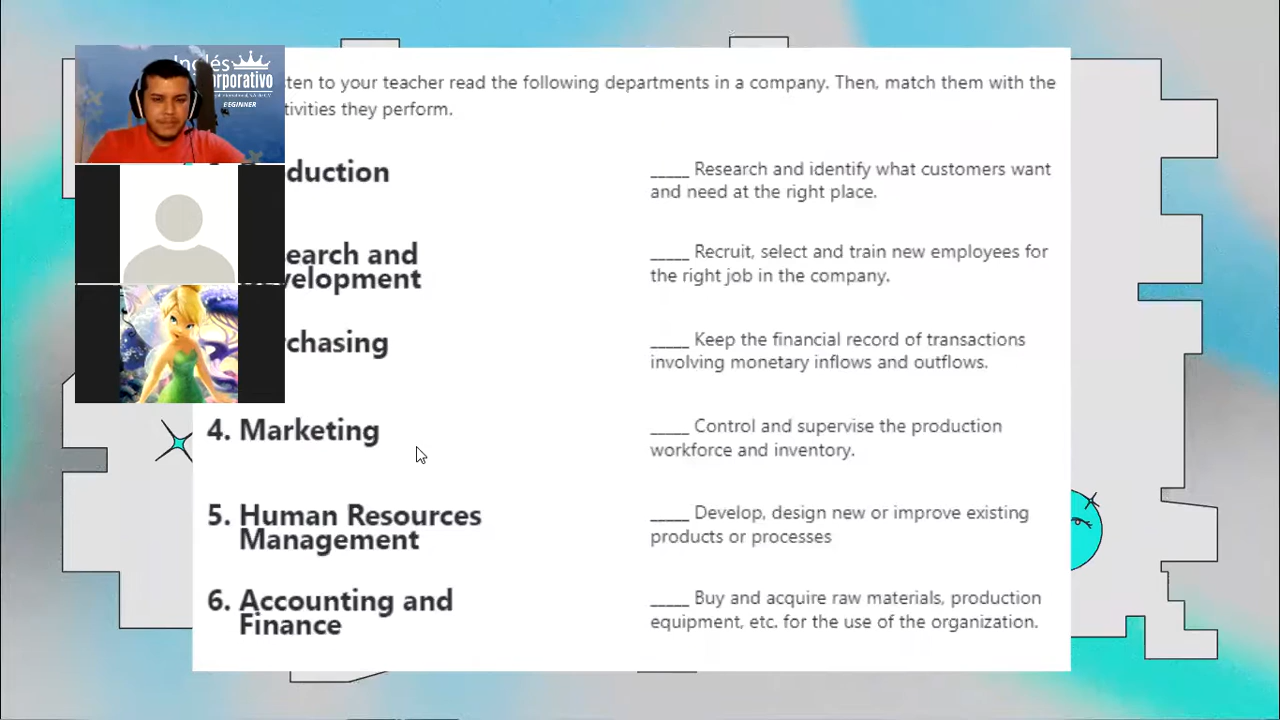 Inglés
orporativo
BEGINNER
sten to your teacher read the following departments in a company. Then, match them with the
tivities they perform.
duction
_____ Research and identify what customers want
and need at the right place.
earch and
velopment
_____ Recruit, select and train new employees for
the right job in the company.
rchasing
_____ Keep the financial record of transactions
involving monetary inflows and outflows.
4. Marketing
_____ Control and supervise the production
workforce and inventory.
5. Human Resources
Management
_____ Develop, design new or improve existing
products or processes
6. Accounting and
Finance
_____ Buy and acquire raw materials, production
equipment, etc. for the use of the organization.